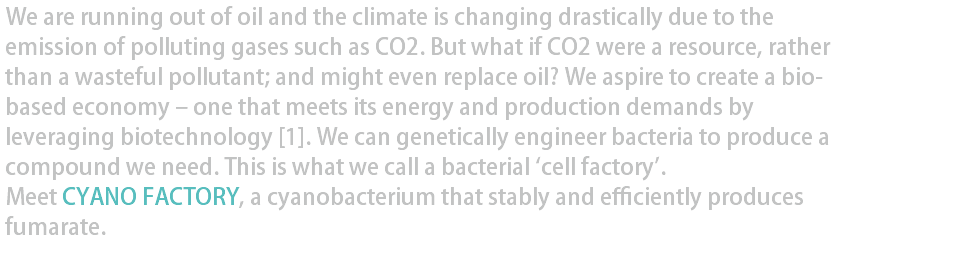 We are running out of oil and the climate is changing drastically due to the
emission of polluting gases such as CO2. But what if CO2 were a resource, rather
than a wasteful pollutant; and might even replace oil? We aspire to create a bio-
based economy – one that meets its energy and production demands by
leveraging biotechnology [1]. We can genetically engineer bacteria to produce a
compound we need. This is what we call a bacterial ‘cell factory’.
Meet CYANO FACTORY, a cyanobacterium that stably and efficiently produces
fumarate.